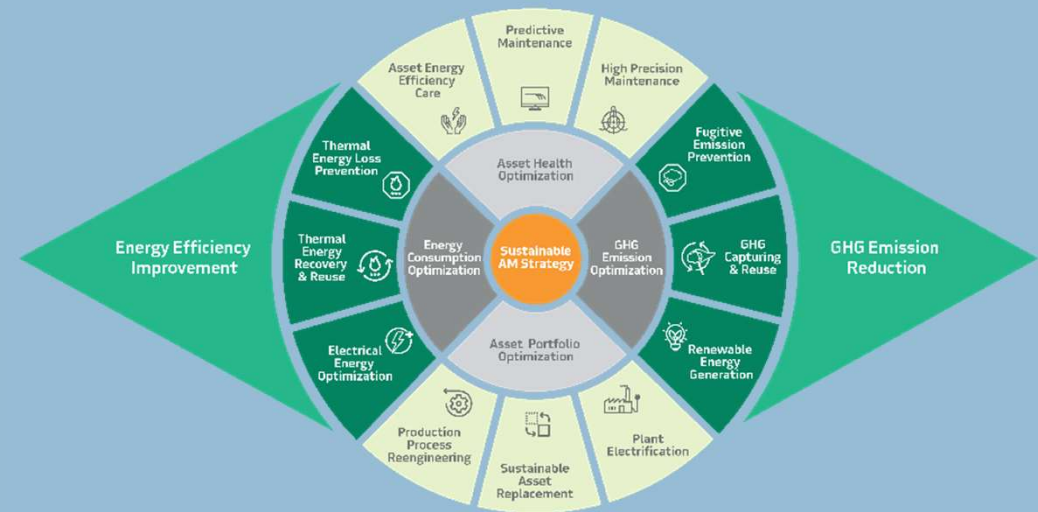 Predictive
Maintenance
Asset Energy
Efficiency
Care
High Precision
Maintenance
Thermal
Energy Loss
Prevention
Fugitive
Emission
Prevention
Asset Health
Optimization
Energy Efficiency
Improvement
Thermal
Energy
Recovery
& Reuse
Energy
Consumption
Optimization
Sustainable
AM Strategy
GHG
Emission
Optimization
GHG
Capturing
& Reuse
GHG Emission
Reduction
Electrical
Energy
Optimization
Asset Portfolio
Optimization
Renewable
Energy
Generation
Production
Process
Reengineering
Sustainable
Asset
Replacement
Plant
Electrification